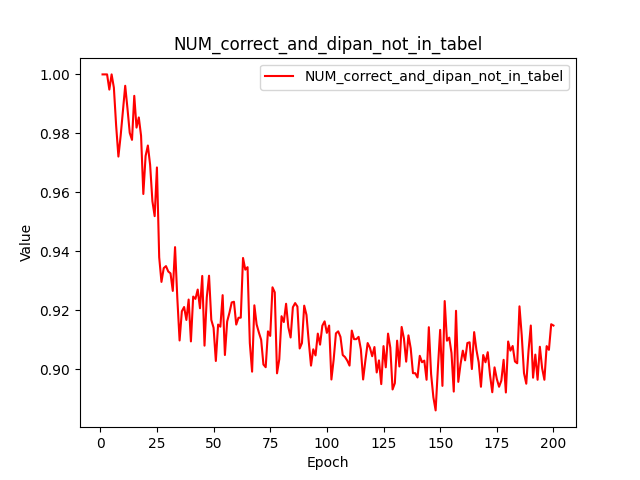 NUM_correct_and_dipan_not_in_tabel
NUM_correct_and_dipan_not_in_tabel
1.00
0.98
0.96
0.94
0.92
0.90
Value
0 25 50 75 100 125 150 175 200
Epoch